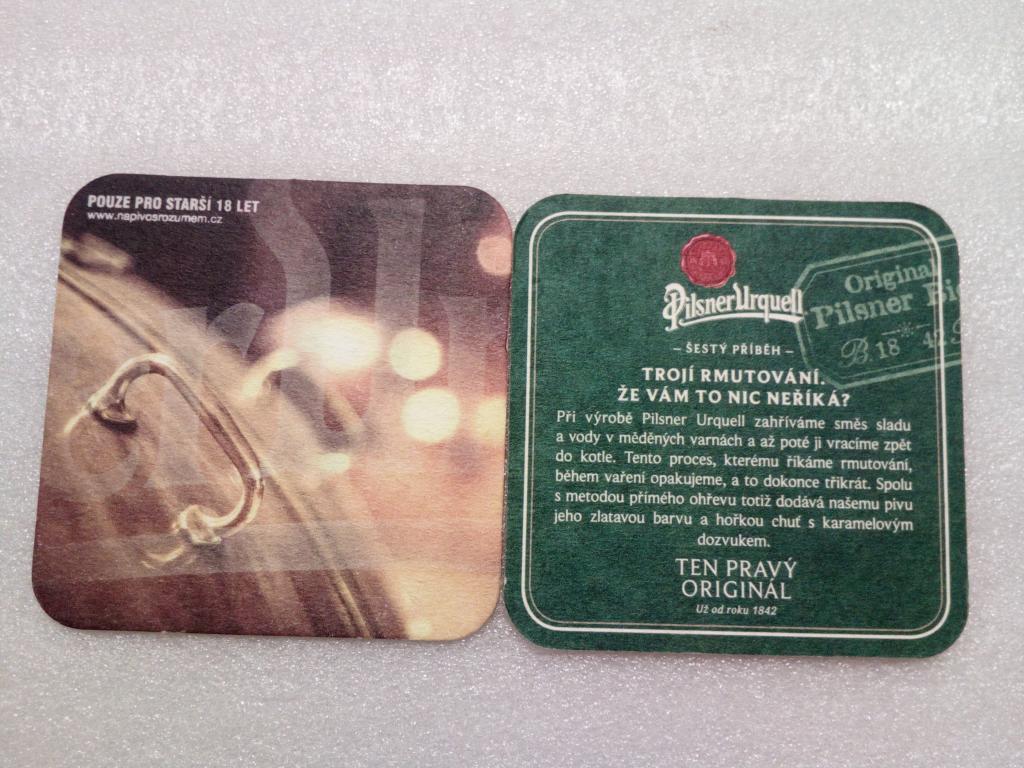 POUZE PRO STARŠÍ 18 LET
www.napivosrozumem.cz
Pilsner Urquell
Original
Pilsner
B. 18 42
– ŠESTÝ PŘÍBĚH –
TROJÍ RMUTOVÁNÍ.
ŽE VÁM TO NIC NEŘÍKÁ?
Při výrobě Pilsner Urquell zahříváme směs sladu
a vody v měděných varnách a až poté ji vracíme zpět
do kotle. Tento proces, kterému říkáme rmutování,
během vaření opakujeme, a to dokonce třikrát. Spolu
s metodou přímého ohřevu totiž dodává našemu pivu
jeho zlatavou barvu a hořkou chuť s karamelovým
dozvukem.
TEN PRAVÝ
ORIGINÁL
Už od roku 1842